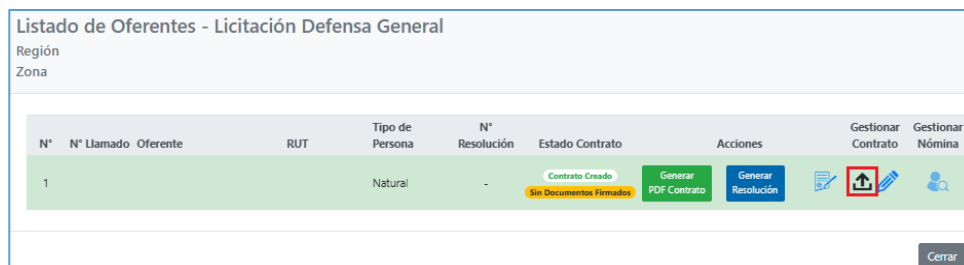 Listado de Oferentes - Licitación Defensa General
Región
Zona
N° N° Llamado Oferente RUT Tipo de Persona N° Resolución Estado Contrato Acciones Gestionar Contrato Gestionar Nómina
1 Natural - Contrato Creado Sin Documentos Firmados Generar PDF Contrato Generar Resolución
Cerrar